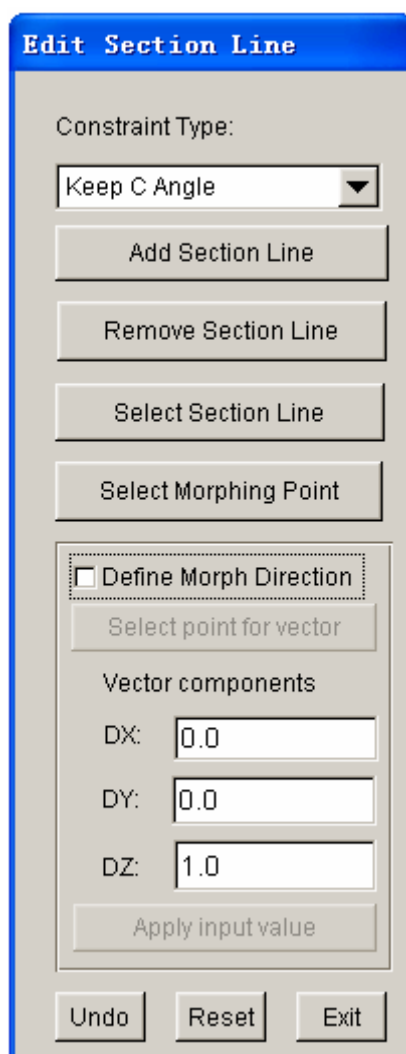 Edit Section Line
Constraint Type:
Keep C Angle
Add Section Line
Remove Section Line
Select Section Line
Select Morphing Point
Define Morph Direction
Select point for vector
Vector components
DX: 0.0
DY: 0.0
DZ: 1.0
Apply input value
Undo Reset Exit